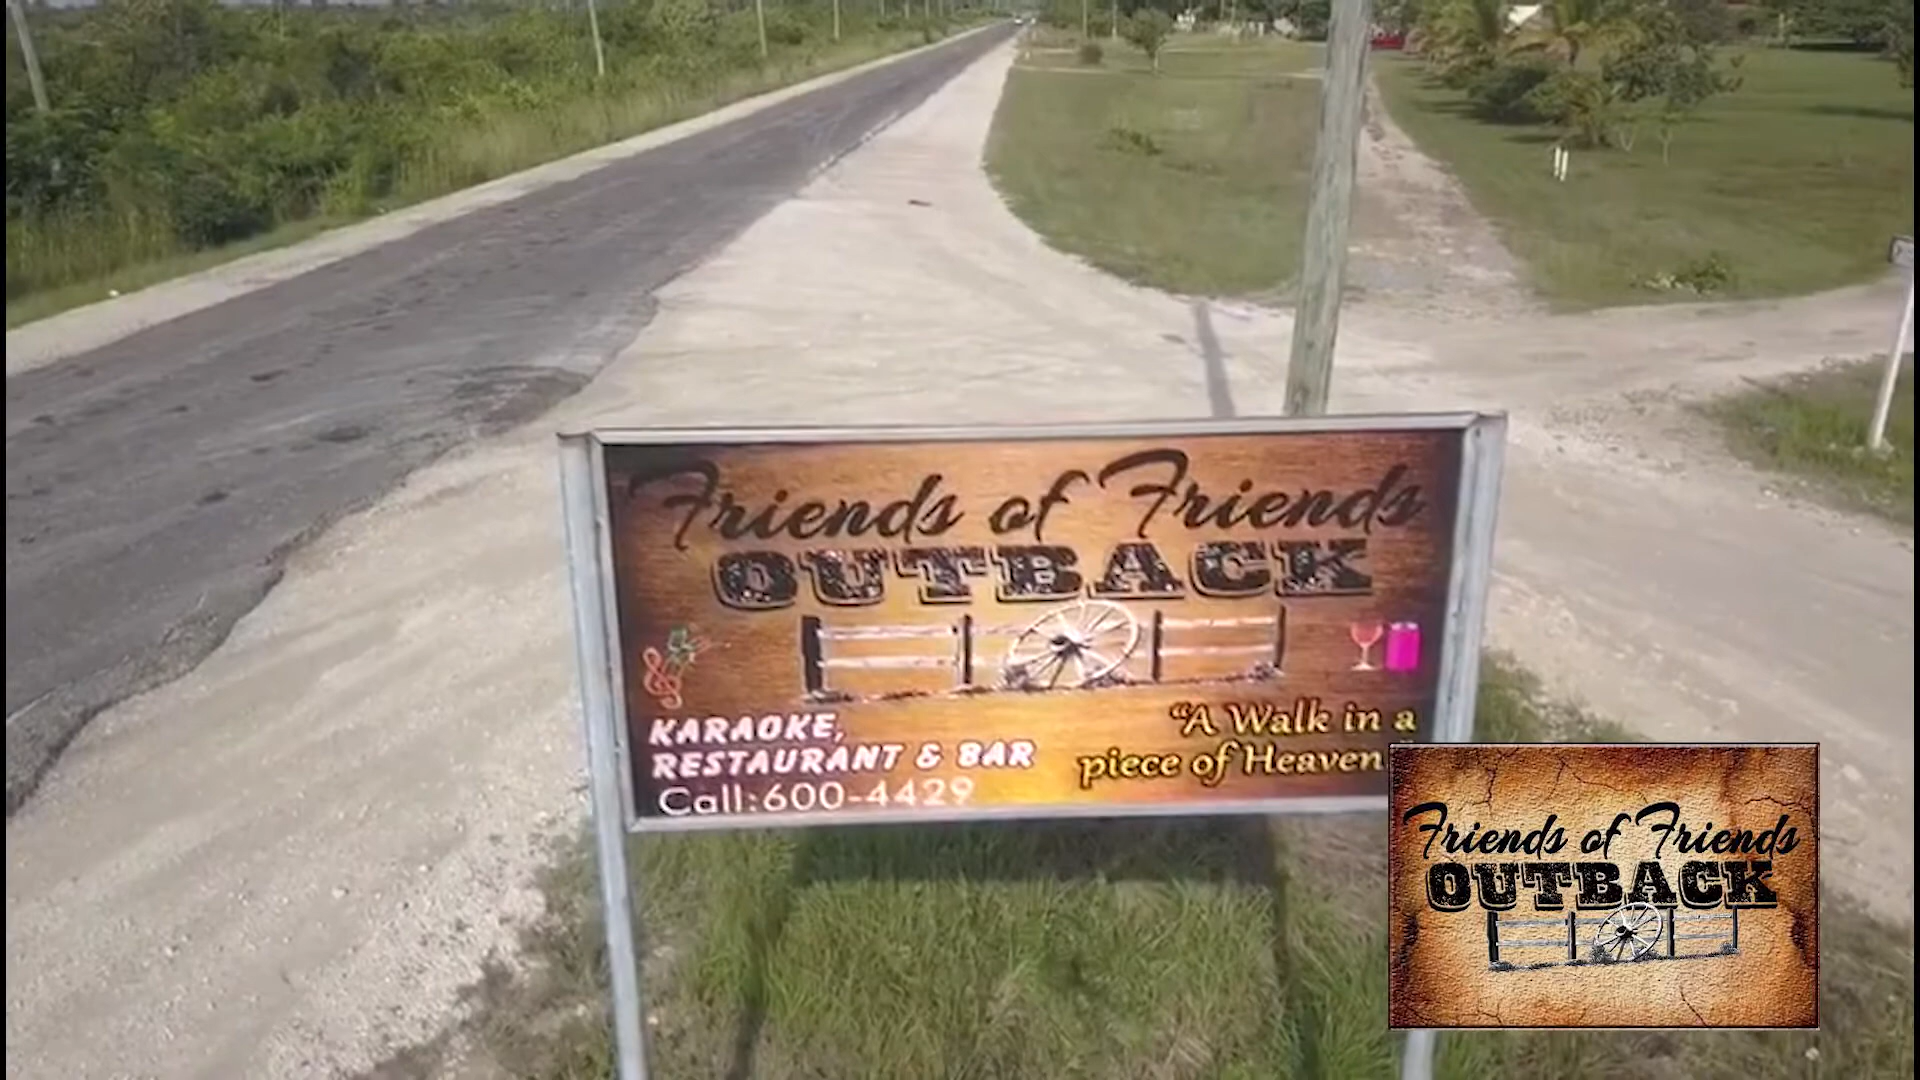 Friends of Friends
OUTBACK
KARAOKE,
RESTAURANT & BAR
Call:600-4429
"A Walk in a
piece of Heaven
Friends of Friends
OUTBACK